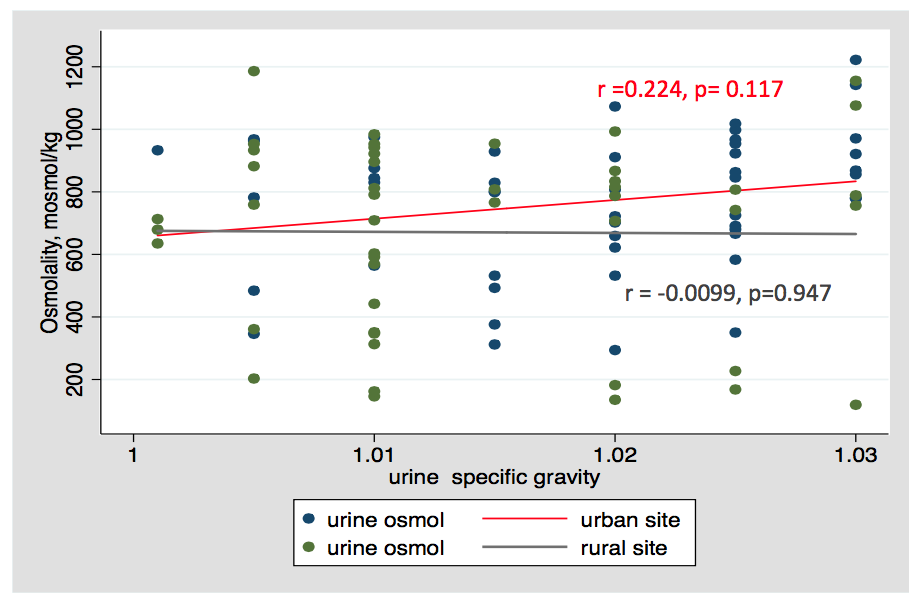 1200
1000
800
600
400
200
Osmolality, mosmol/kg
r =0.224, p= 0.117
r = -0.0099, p=0.947
1 1.01 1.02 1.03
urine specific gravity
urine osmol urban site
urine osmol rural site